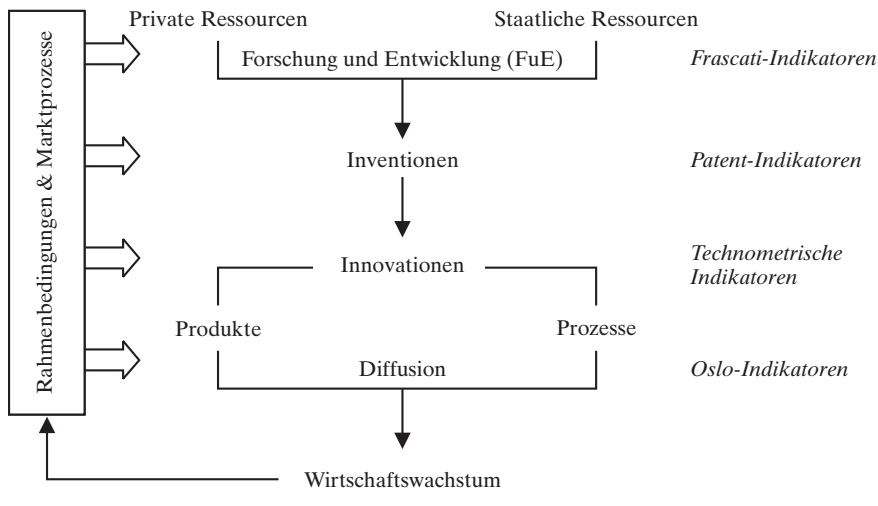 Private Ressourcen
Staatliche Ressourcen
Forschung und Entwicklung (FuE)
Frascati-Indikatoren
Rahmenbedingungen & Marktprozesse
Inventionen
Patent-Indikatoren
Innovationen
Technometrische
Indikatoren
Produkte
Prozesse
Diffusion
Oslo-Indikatoren
Wirtschaftswachstum